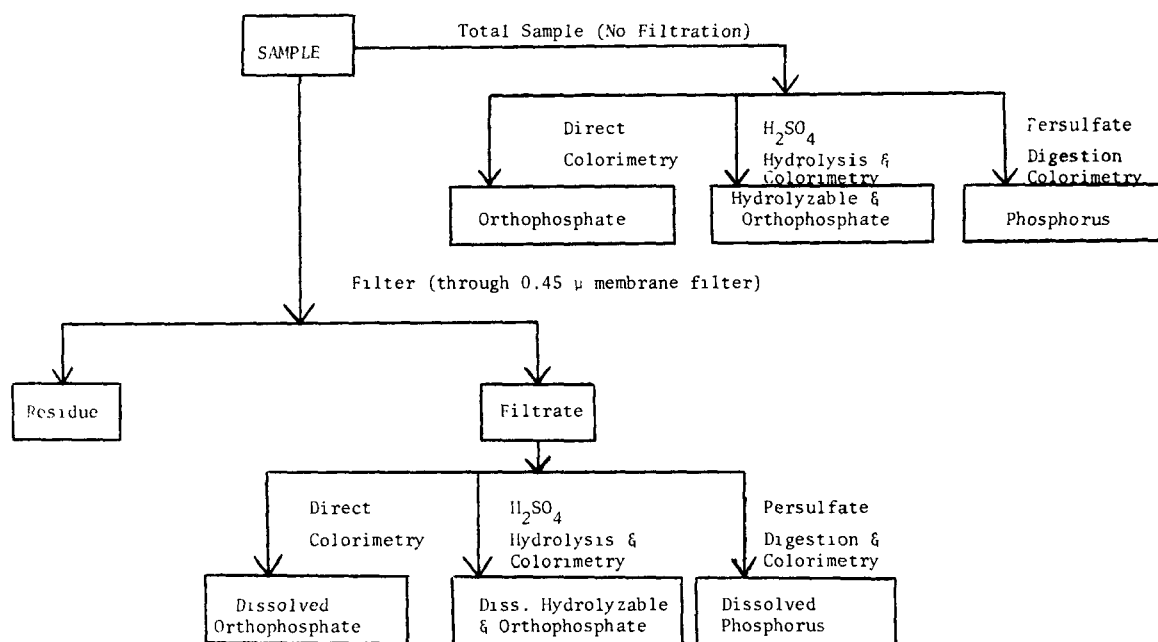 Total Sample (No Filtration)
SAMPLE
Direct
Colorimetry
H₂SO₄
Hydrolysis &
Colorimetry
Persulfate
Digestion
Colorimetry
Orthophosphate
Hydrolyzable &
Orthophosphate
Phosphorus
Filter (through 0.45 μ membrane filter)
Residue
Filtrate
Direct
Colorimetry
H₂SO₄
Hydrolysis &
Colorimetry
Persulfate
Digestion &
Colorimetry
Dissolved
Orthophosphate
Diss. Hydrolyzable
& Orthophosphate
Dissolved
Phosphorus